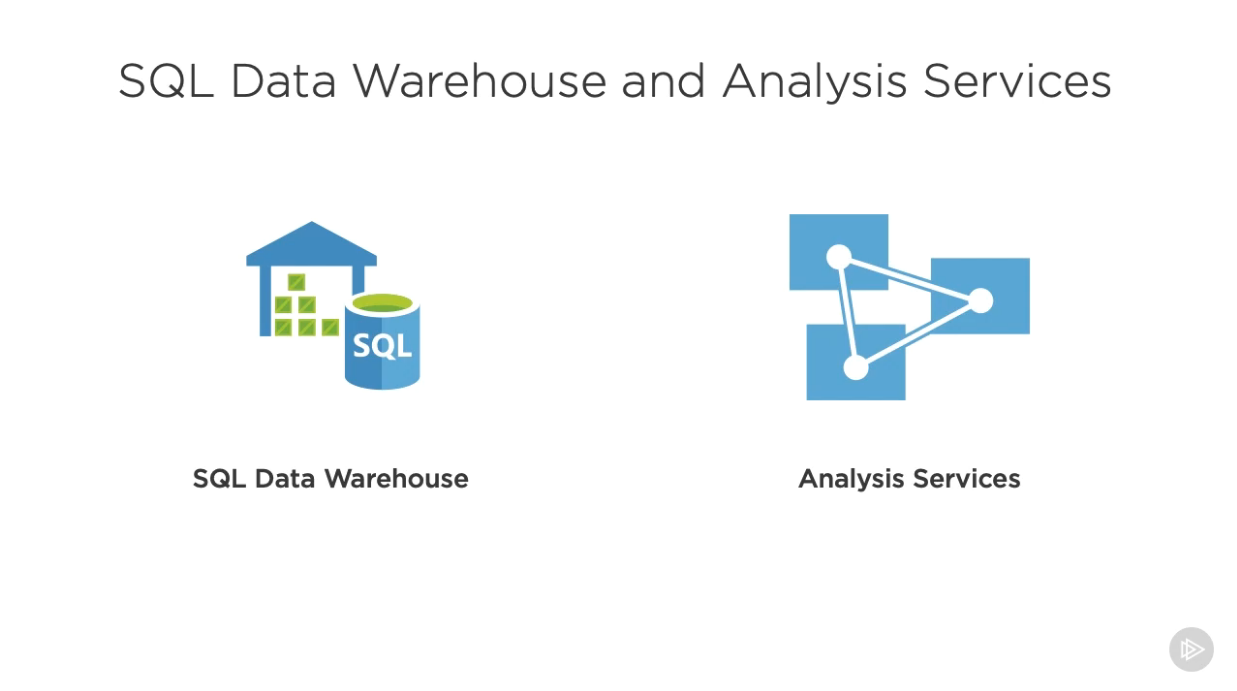 SQL Data Warehouse and Analysis Services
SQL
SQL Data Warehouse
Analysis Services